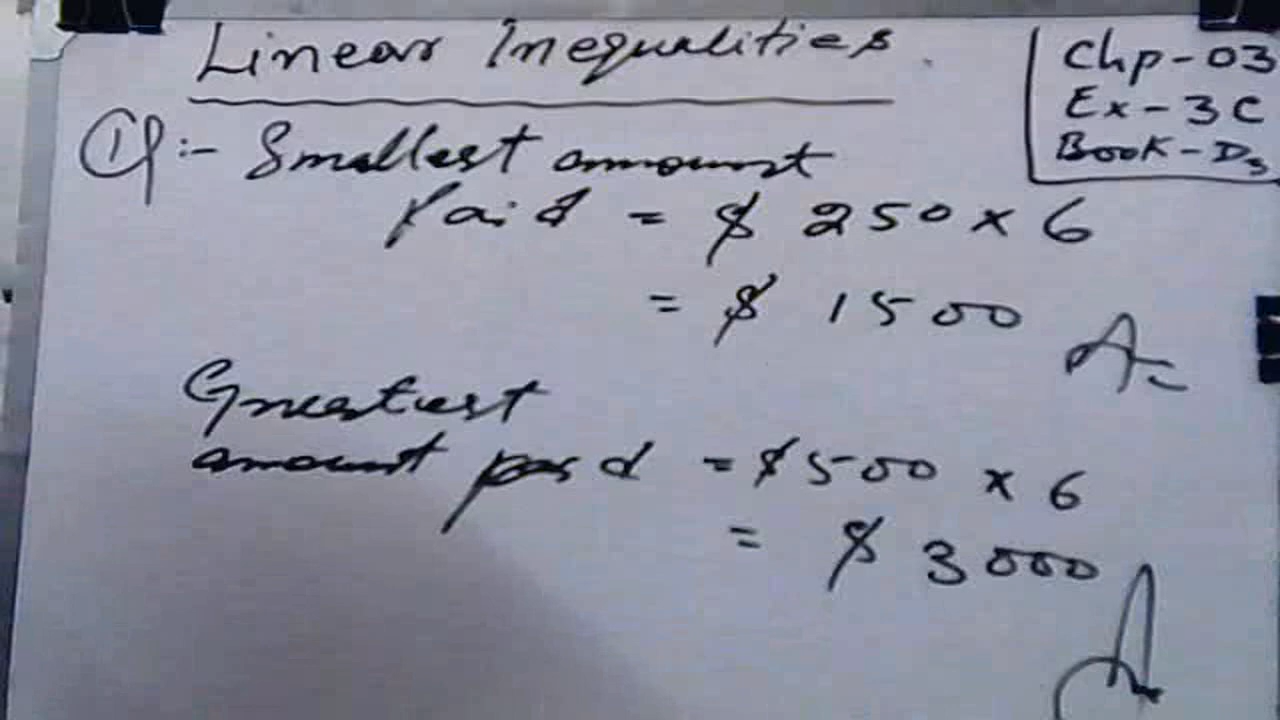 Linear Inequalities.
Chp-03
Ex-3C
Book-D3
1):- Smallest amount
Paid = $ 250 x 6
= $ 1500
Greatest
amount paid = $500 x 6
= $ 3000